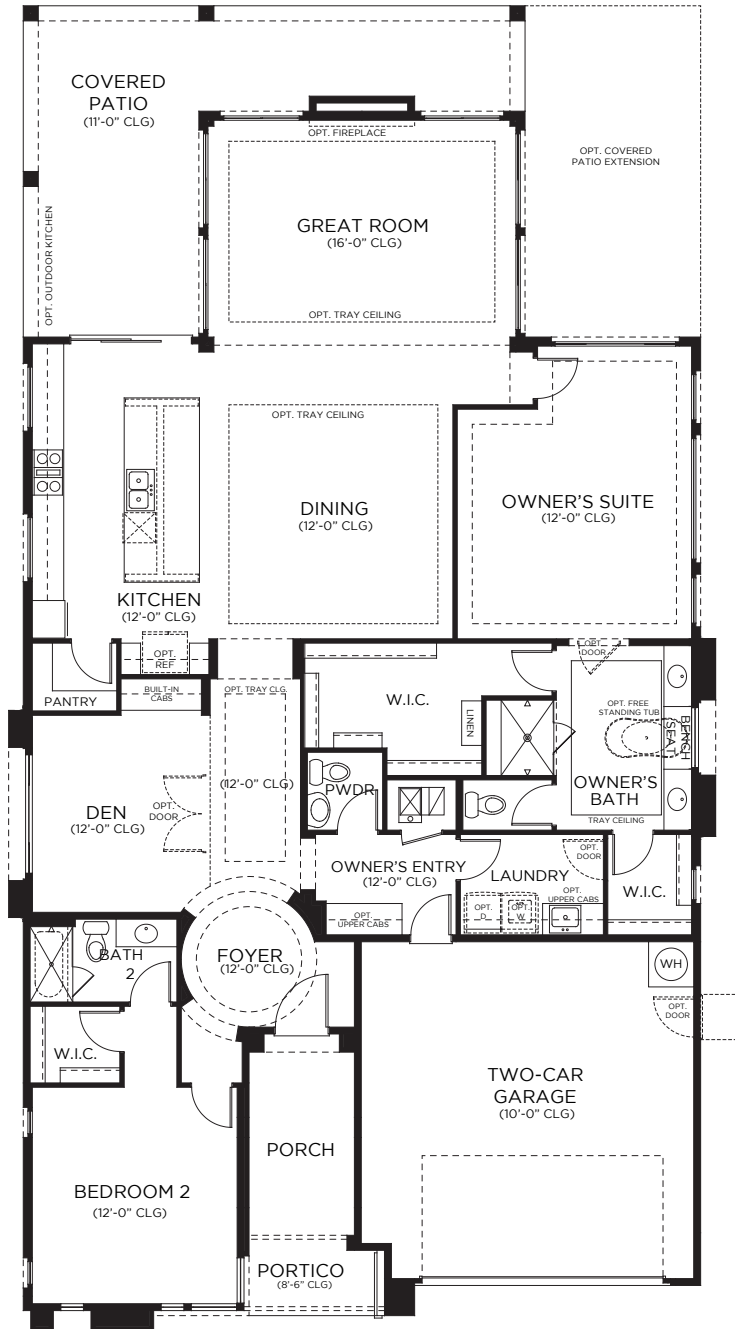 COVERED
PATIO
(11'-0" CLG)
OPT. FIREPLACE
OPT. COVERED
PATIO EXTENSION
GREAT ROOM
(16'-0" CLG)
OPT. OUTDOOR KITCHEN
OPT. TRAY CEILING
OPT. TRAY CEILING
DINING
(12'-0" CLG)
OWNER'S SUITE
(12'-0" CLG)
KITCHEN
(12'-0" CLG)
OPT.
REF
PANTRY
BUILT-IN
CABS
OPT. TRAY CLG.
W.I.C.
LINEN
OPT.
DOOR
OPT. FREE
STANDING TUB
BENCH
SEAT
OWNER'S
BATH
TRAY CEILING
(12'-0" CLG)
PWDR
DEN
(12'-0" CLG)
OPT.
DOOR
OWNER'S ENTRY
(12'-0" CLG)
OPT.
UPPER CABS
LAUNDRY
OPT.
DOOR
OPT.
UPPER CABS
OPT.
D
OPT.
W
W.I.C.
BATH
2
FOYER
(12'-0" CLG)
WH
OPT.
DOOR
W.I.C.
TWO-CAR
GARAGE
(10'-0" CLG)
PORCH
BEDROOM 2
(12'-0" CLG)
PORTICO
(8'-6" CLG)